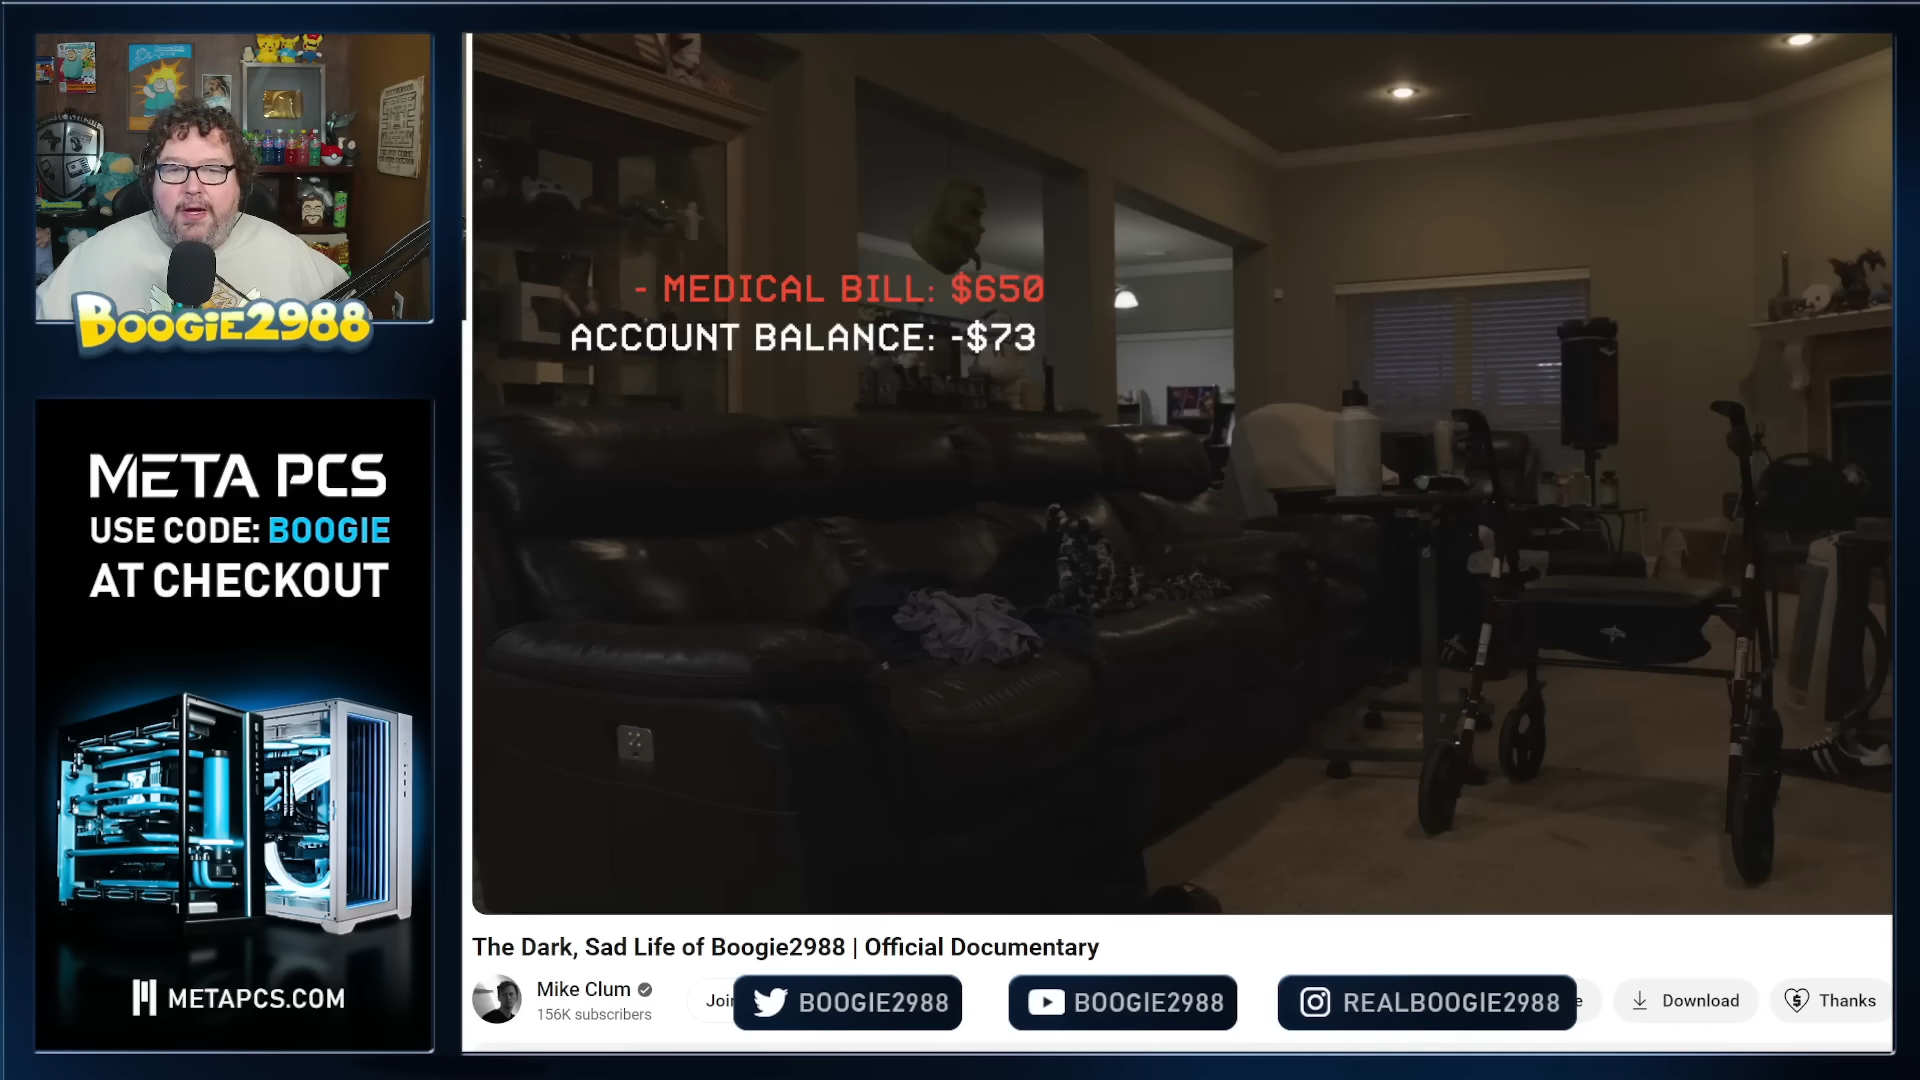 BOOGIE2988
META PCS
USE CODE: BOOGIE
AT CHECKOUT
METAPCS.COM
- MEDICAL BILL: $650
ACCOUNT BALANCE: -$73
The Dark, Sad Life of Boogie2988 | Official Documentary
Mike Clum
156K subscribers
Join
BOOGIE2988
BOOGIE2988
REALBOOGIE2988
e
Download
Thanks